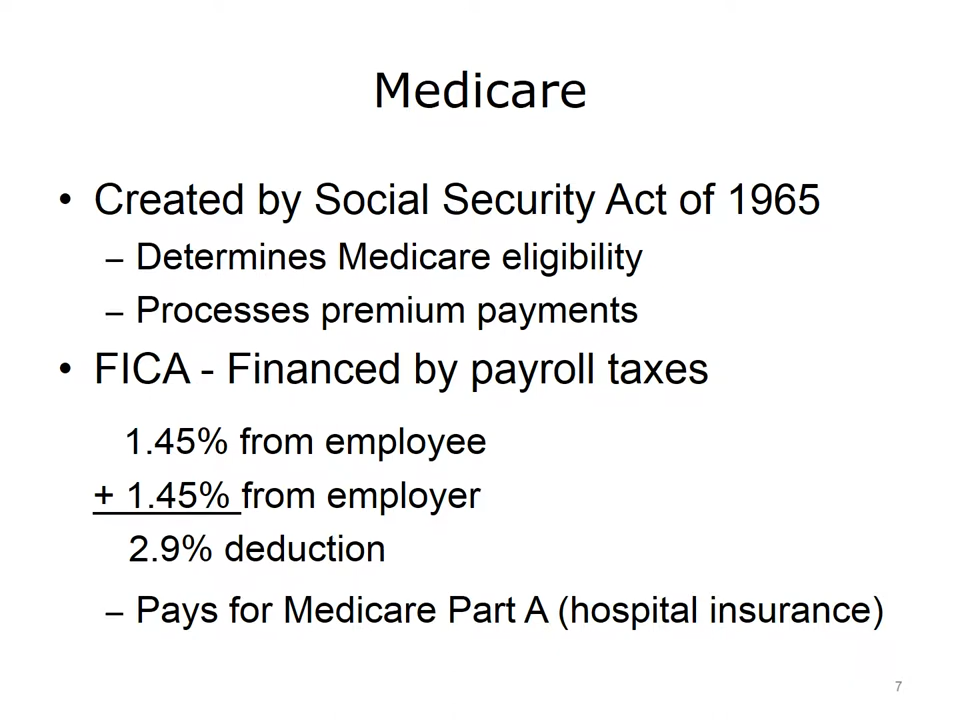 Medicare
• Created by Social Security Act of 1965
– Determines Medicare eligibility
– Processes premium payments
• FICA - Financed by payroll taxes
1.45% from employee
+ 1.45% from employer
2.9% deduction
– Pays for Medicare Part A (hospital insurance)
7